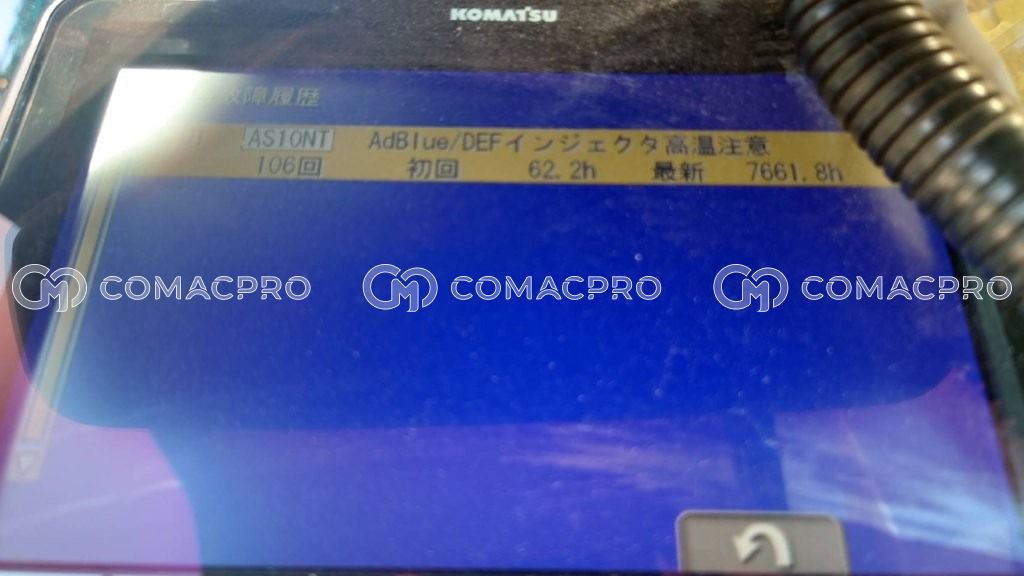 KOMATSU
故障履歴
AS10NT AdBlue/DEFインジェクタ高温注意
106回 初回 62.2h 最新 7661.8h
COMACPRO COMACPRO COMACPRO